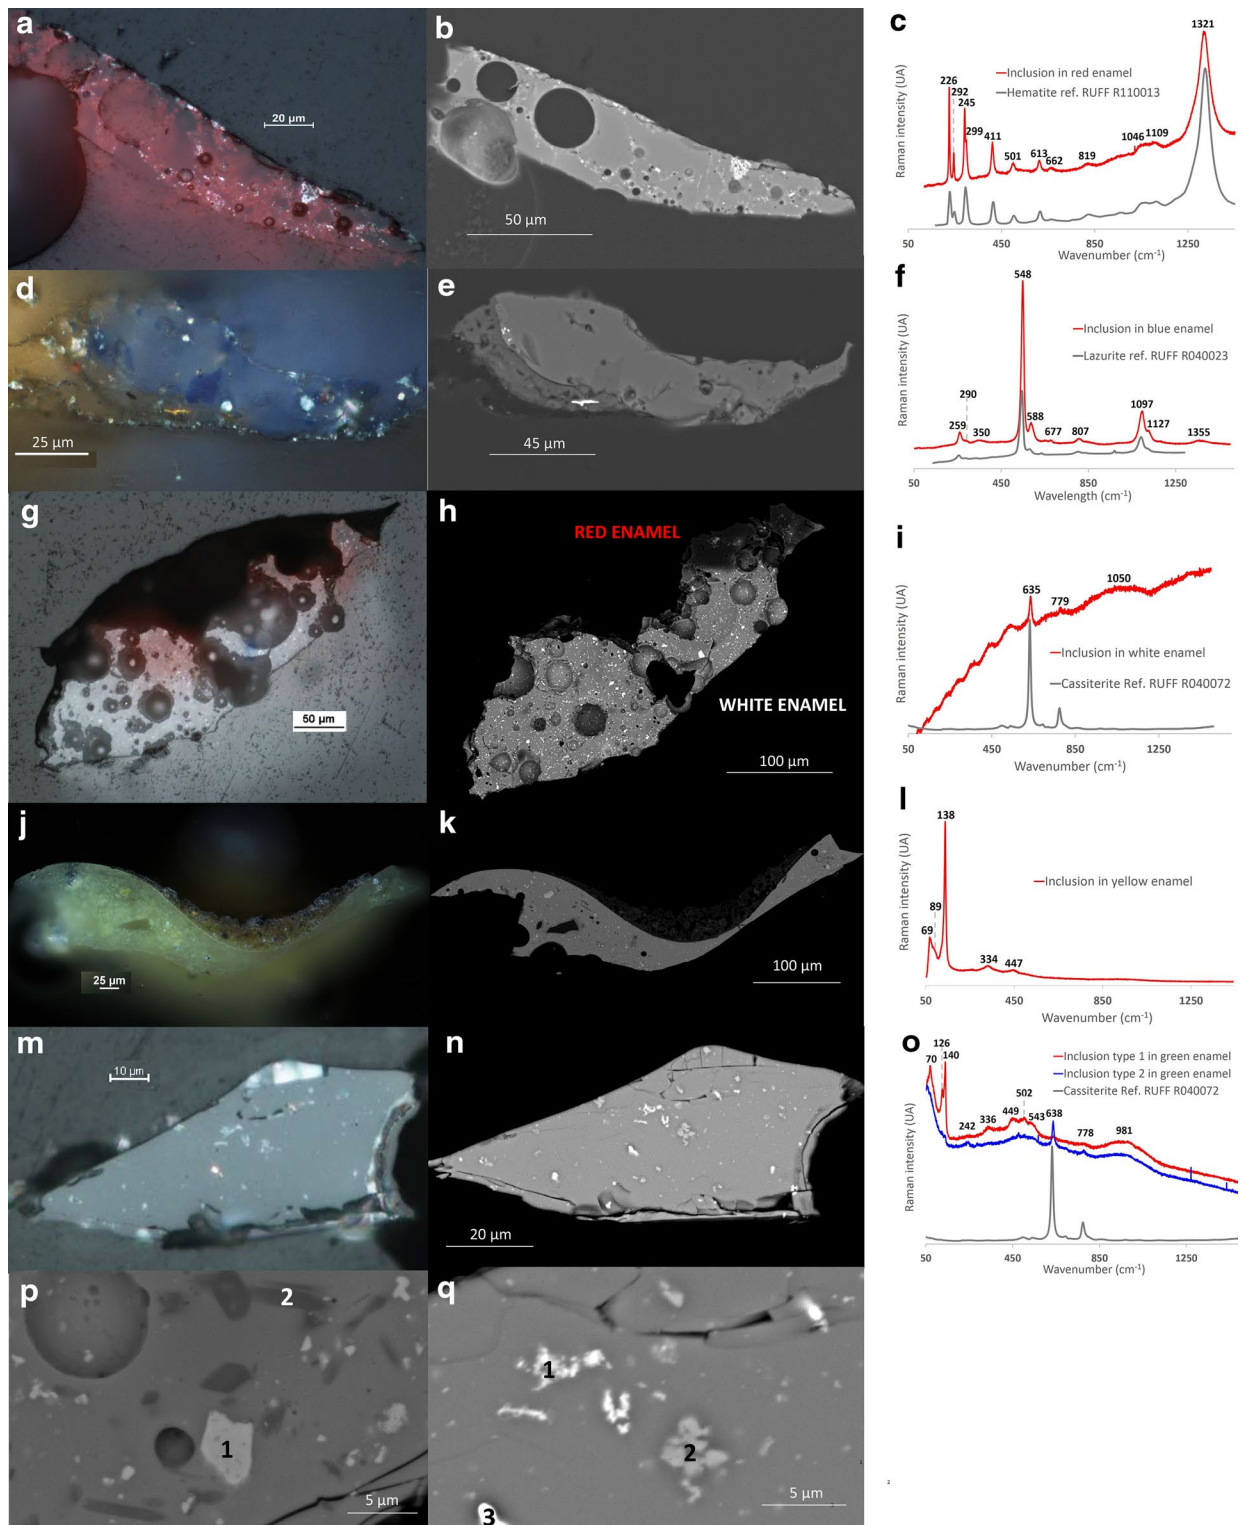 a
20 µm
b
50 µm
c
1321
226
292
245
299
411
501
613
662
819
1046
1109
Inclusion in red enamel
Hematite ref. RUFF R110013
Raman intensity (UA)
50
450
850
1250
Wavenumber (cm-1)
d
25 µm
e
45 µm
f
548
Inclusion in blue enamel
Lazurite ref. RUFF R040023
290
259
350
588
677
807
1097
1127
1355
Raman intensity (UA)
50
450
850
1250
Wavelength (cm-1)
g
50 µm
h
RED ENAMEL
WHITE ENAMEL
100 µm
i
635
779
1050
Inclusion in white enamel
Cassiterite Ref. RUFF R040072
Raman intensity (UA)
50
450
850
1250
Wavenumber (cm-1)
j
25 µm
k
100 µm
l
138
89
69
334
447
Inclusion in yellow enamel
Raman intensity (UA)
50
450
850
1250
Wavenumber (cm-1)
m
10 µm
n
20 µm
o
126
70
140
Inclusion type 1 in green enamel
Inclusion type 2 in green enamel
Cassiterite Ref. RUFF R040072
242
336
449
502
543
638
778
981
Raman intensity (UA)
50
450
850
1250
Wavenumber (cm-1)
p
2
1
5 µm
q
1
2
3
5 µm
1
2